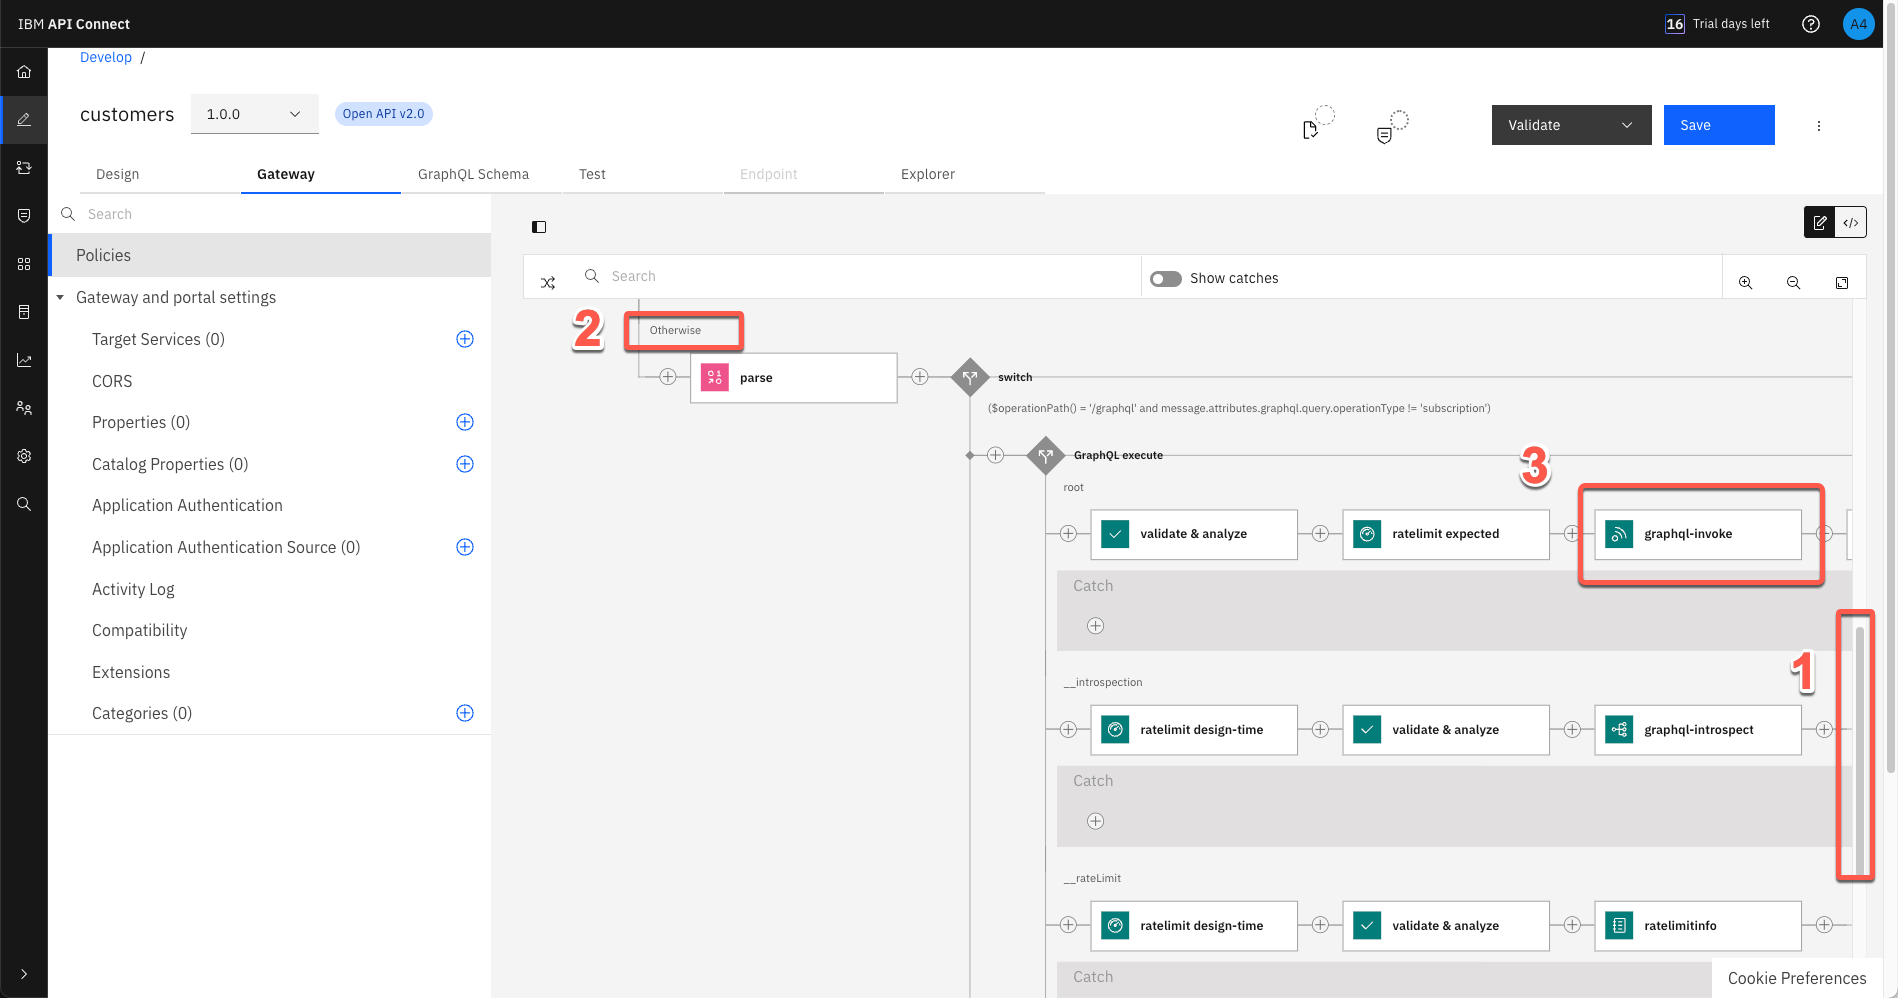 IBM API Connect
16 Trial days left
A4
Develop /
customers
1.0.0
Open API v2.0
Validate
Save
Design
Gateway
GraphQL Schema
Test
Endpoint
Explorer
Search
Policies
Gateway and portal settings
Target Services (0)
CORS
Properties (0)
Catalog Properties (0)
Application Authentication
Application Authentication Source (0)
Activity Log
Compatibility
Extensions
Categories (0)
Search
Show catches
2
Otherwise
parse
switch
($operationPath() = '/graphql' and message.attributes.graphql.query.operationType != 'subscription')
GraphQL execute
3
root
validate & analyze
ratelimit expected
graphql-invoke
Catch
1
__introspection
ratelimit design-time
validate & analyze
graphql-introspect
Catch
__rateLimit
ratelimit design-time
validate & analyze
ratelimitinfo
Catch
Cookie Preferences